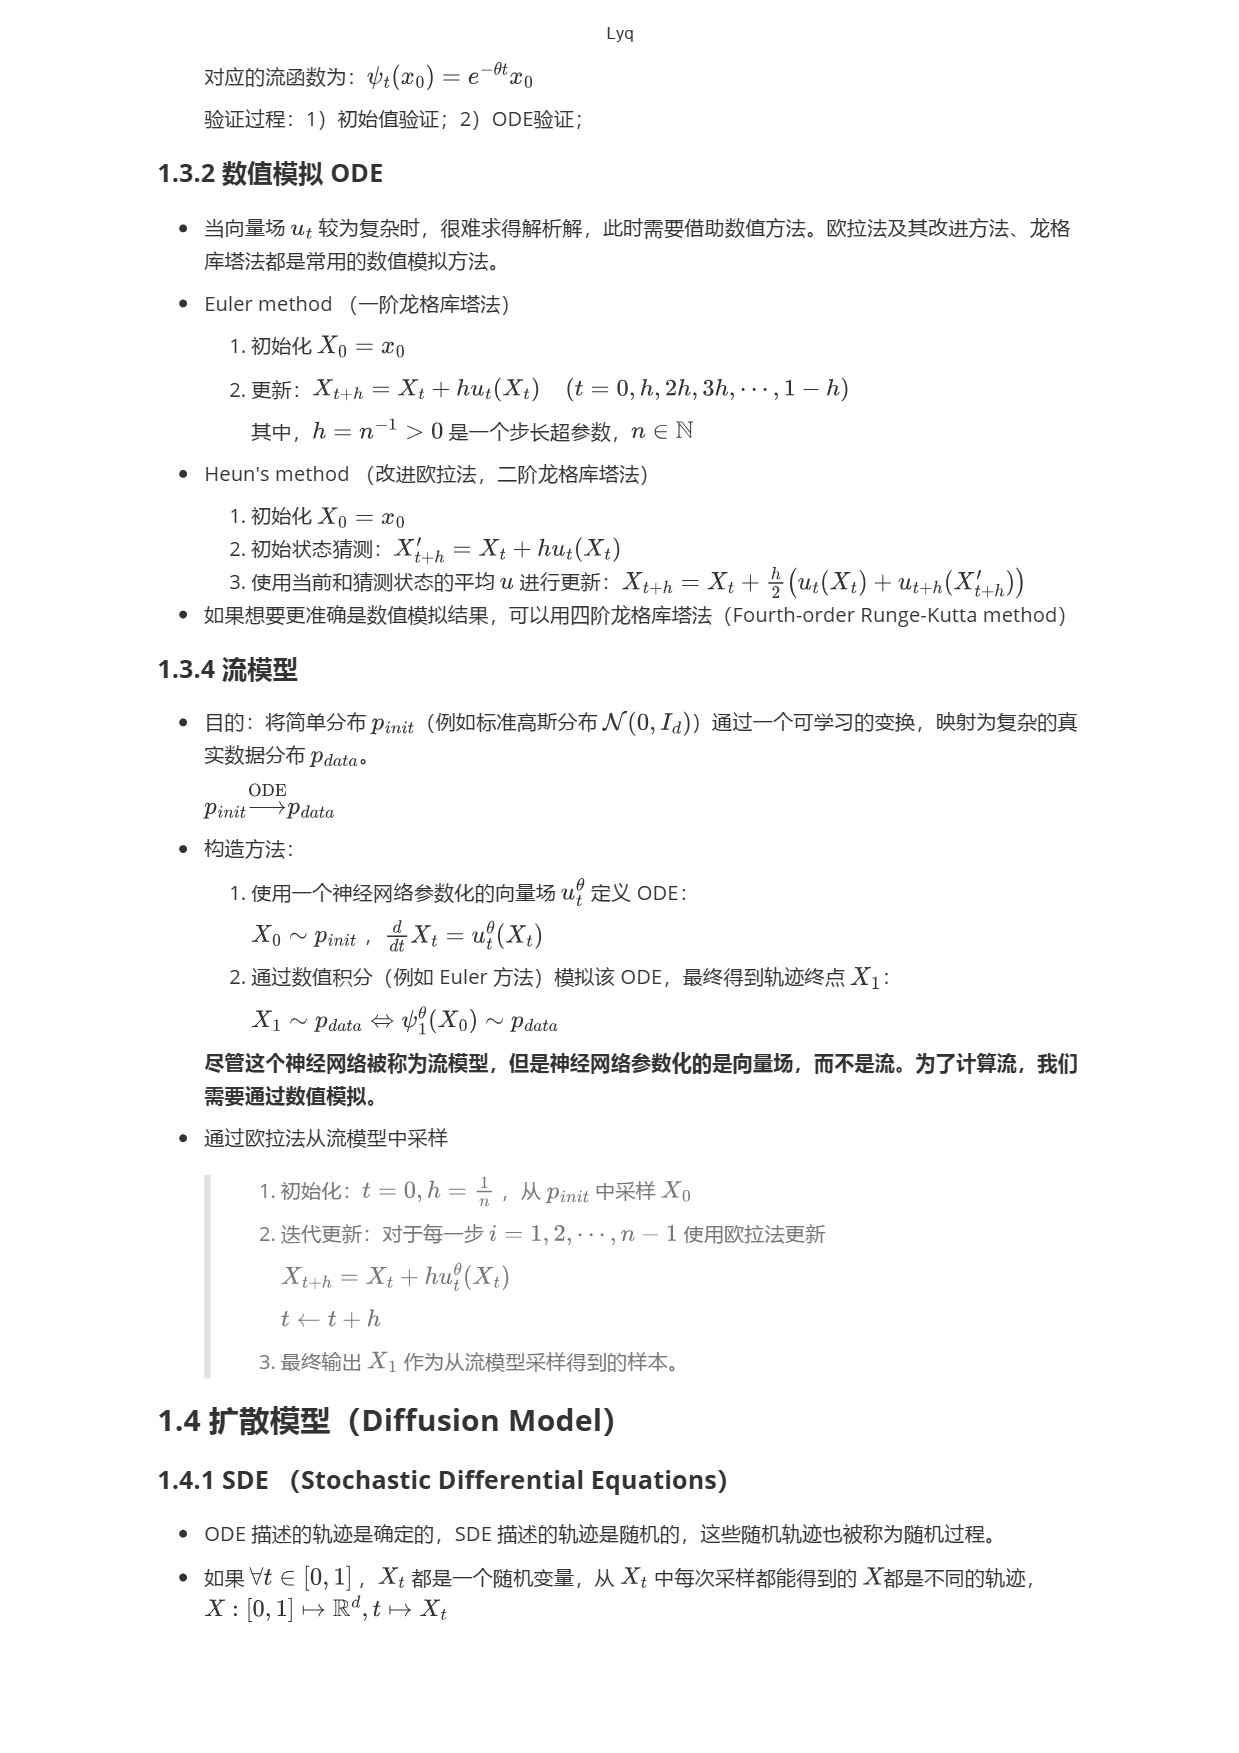 Lyq
对应的流函数为：$\psi_t(x_0) = e^{-\theta t}x_0$
验证过程：1）初始值验证；2）ODE验证；
1.3.2 数值模拟 ODE
• 当向量场 $u_t$ 较为复杂时，很难求得解析解，此时需要借助数值方法。欧拉法及其改进方法、龙格
库塔法都是常用的数值模拟方法。
• Euler method （一阶龙格库塔法）
1. 初始化 $X_0 = x_0$
2. 更新：$X_{t+h} = X_t + hu_t(X_t) \quad (t = 0, h, 2h, 3h, \cdots, 1-h)$
其中，$h = n^{-1} > 0$ 是一个步长超参数，$n \in \mathbb{N}$
• Heun's method （改进欧拉法，二阶龙格库塔法）
1. 初始化 $X_0 = x_0$
2. 初始状态猜测：$X'_{t+h} = X_t + hu_t(X_t)$
3. 使用当前和猜测状态的平均 $u$ 进行更新：$X_{t+h} = X_t + \frac{h}{2}\left(u_t(X_t) + u_{t+h}(X'_{t+h})\right)$
• 如果想要更准确是数值模拟结果，可以用四阶龙格库塔法（Fourth-order Runge-Kutta method）
1.3.4 流模型
• 目的：将简单分布 $p_{init}$（例如标准高斯分布 $\mathcal{N}(0, I_d)$）通过一个可学习的变换，映射为复杂的真
实数据分布 $p_{data}$。
$p_{init} \overset{\text{ODE}}{\longrightarrow} p_{data}$
• 构造方法：
1. 使用一个神经网络参数化的向量场 $u_t^\theta$ 定义 ODE：
$X_0 \sim p_{init}$ ，$\frac{d}{dt}X_t = u_t^\theta(X_t)$
2. 通过数值积分（例如 Euler 方法）模拟该 ODE，最终得到轨迹终点 $X_1$：
$X_1 \sim p_{data} \Leftrightarrow \psi_1^\theta(X_0) \sim p_{data}$
尽管这个神经网络被称为流模型，但是神经网络参数化的是向量场，而不是流。为了计算流，我们
需要通过数值模拟。
• 通过欧拉法从流模型中采样
1. 初始化：$t = 0, h = \frac{1}{n}$ ，从 $p_{init}$ 中采样 $X_0$
2. 迭代更新：对于每一步 $i = 1, 2, \cdots, n-1$ 使用欧拉法更新
$X_{t+h} = X_t + hu_t^\theta(X_t)$
$t \leftarrow t + h$
3. 最终输出 $X_1$ 作为从流模型采样得到的样本。
1.4 扩散模型（Diffusion Model）
1.4.1 SDE （Stochastic Differential Equations）
• ODE 描述的轨迹是确定的，SDE 描述的轨迹是随机的，这些随机轨迹也被称为随机过程。
• 如果 $\forall t \in [0, 1]$ ，$X_t$ 都是一个随机变量，从 $X_t$ 中每次采样都能得到的 $X$都是不同的轨迹，
$X : [0, 1] \mapsto \mathbb{R}^d, t \mapsto X_t$